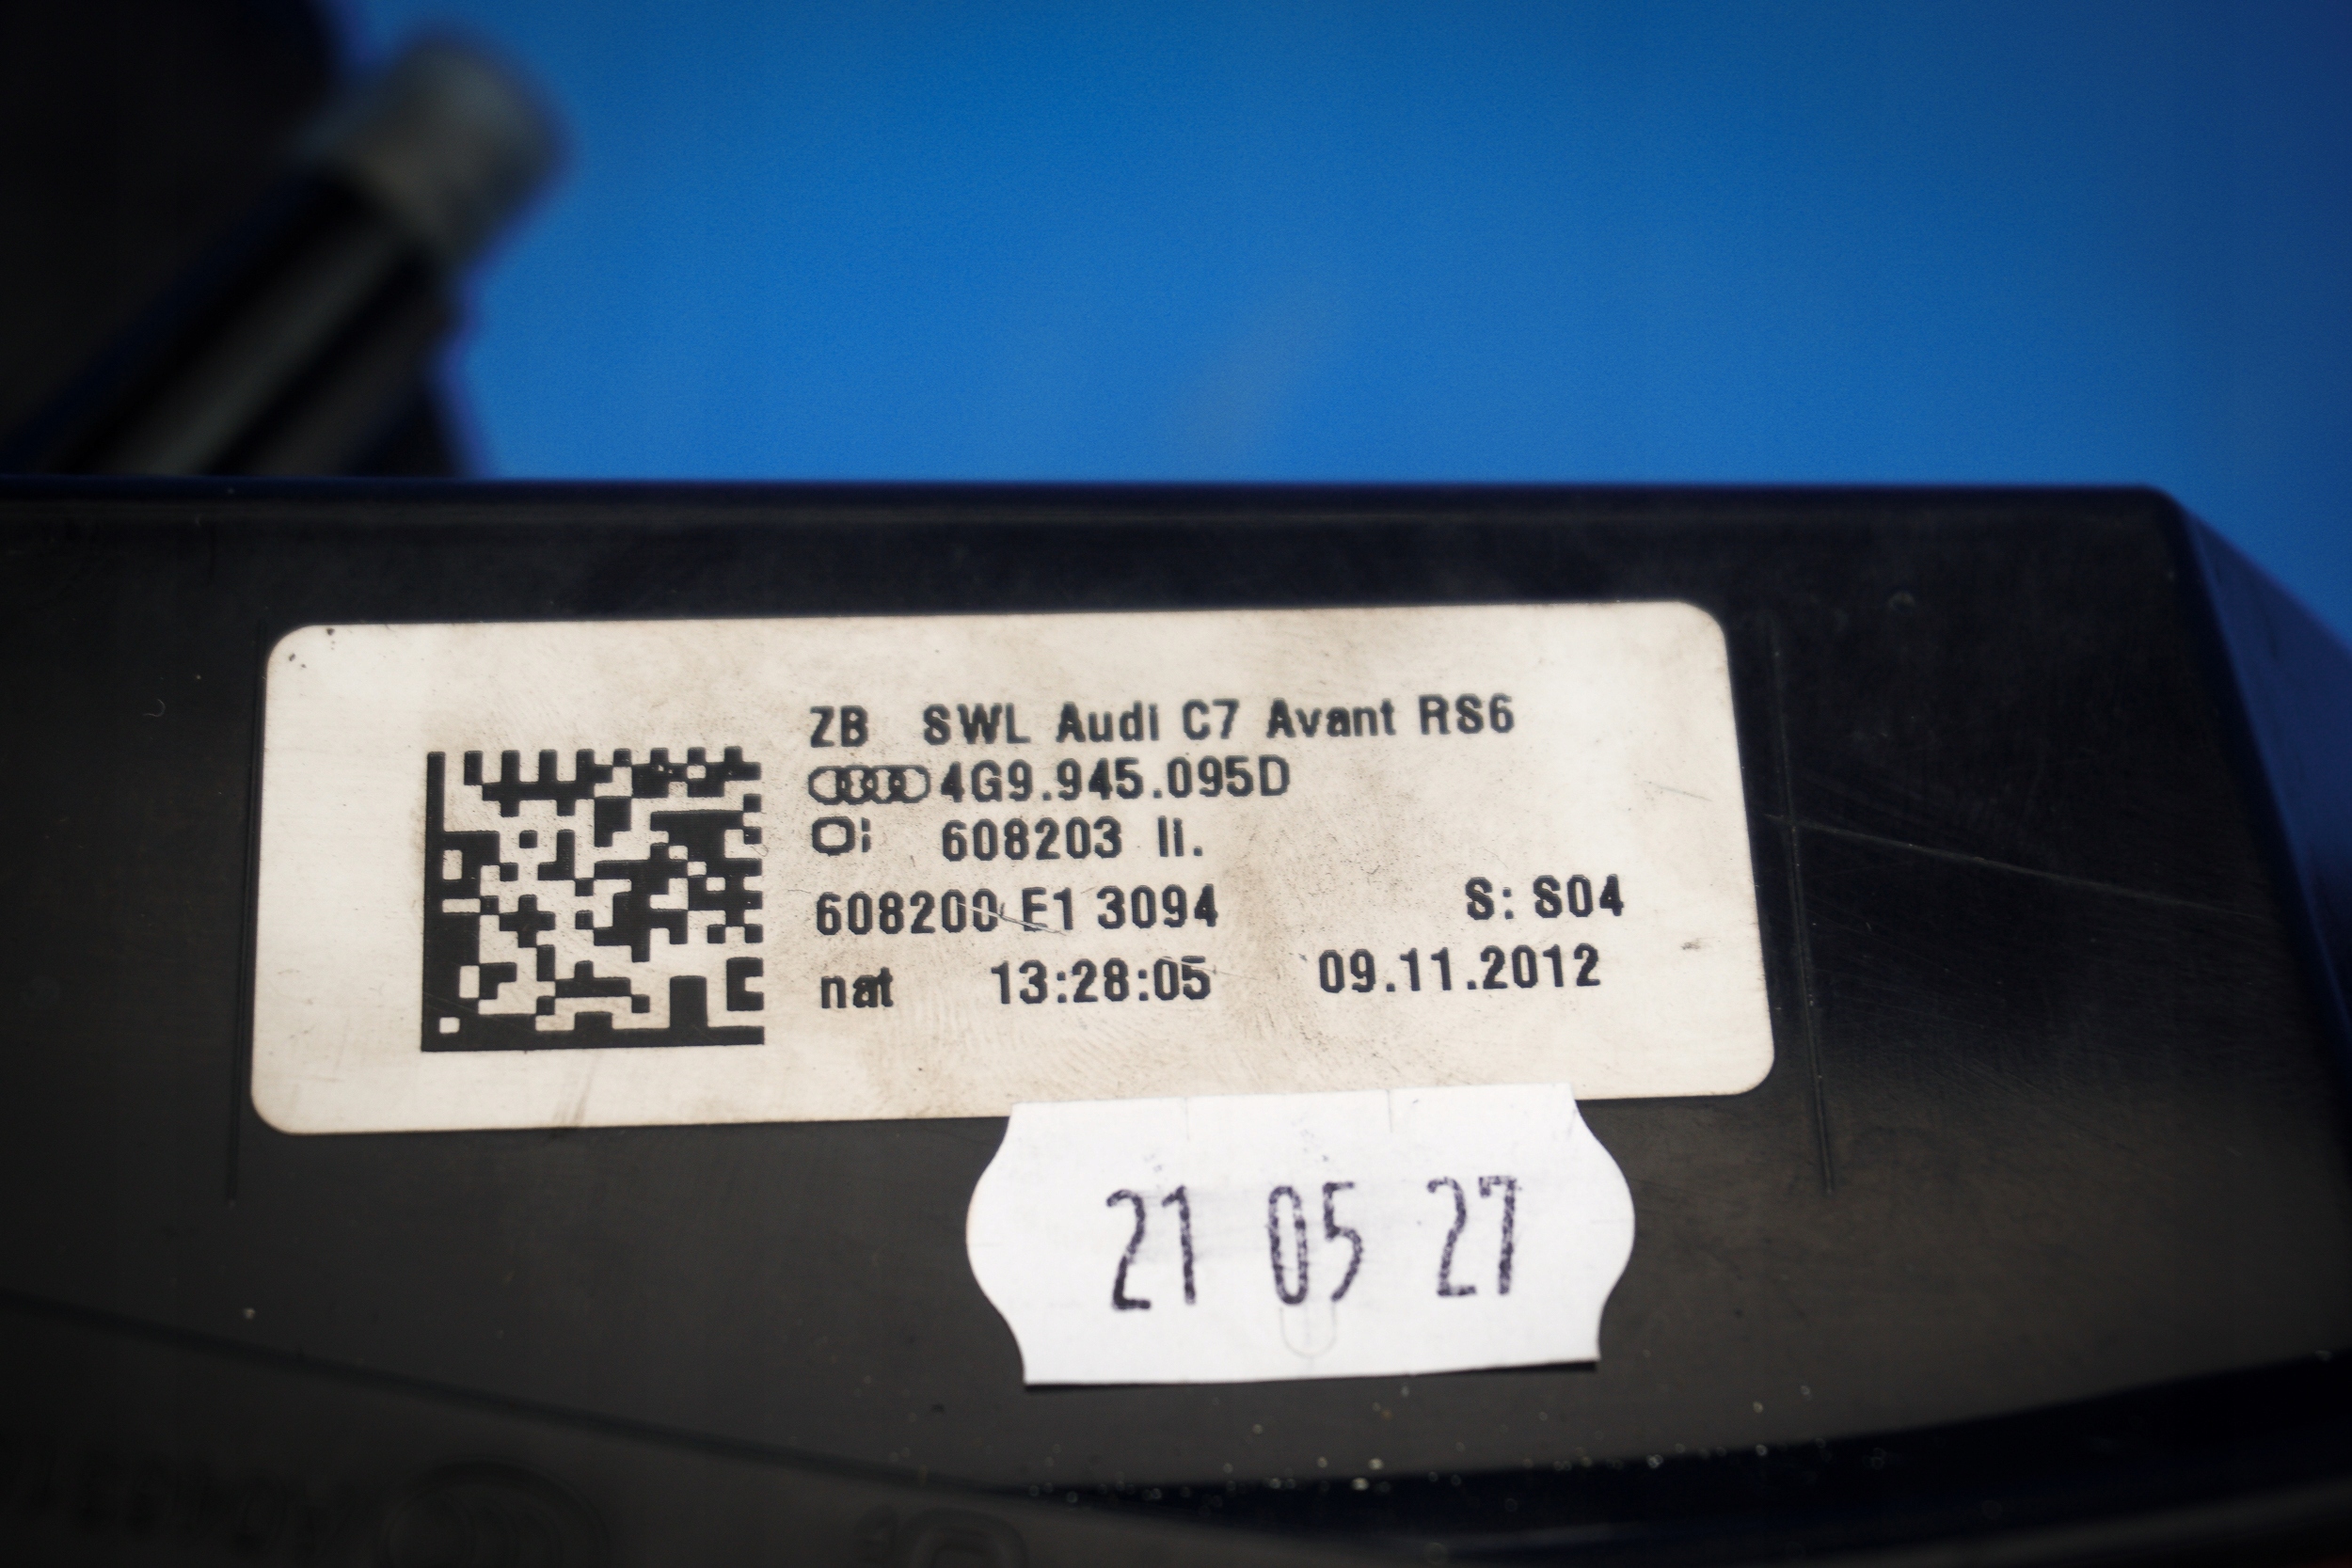 ZB SWL Audi C7 Avant RS6
4G9.945.095D
608203 li.
608200 E1 3094 S: S04
nat 13:28:05 09.11.2012
21 05 27